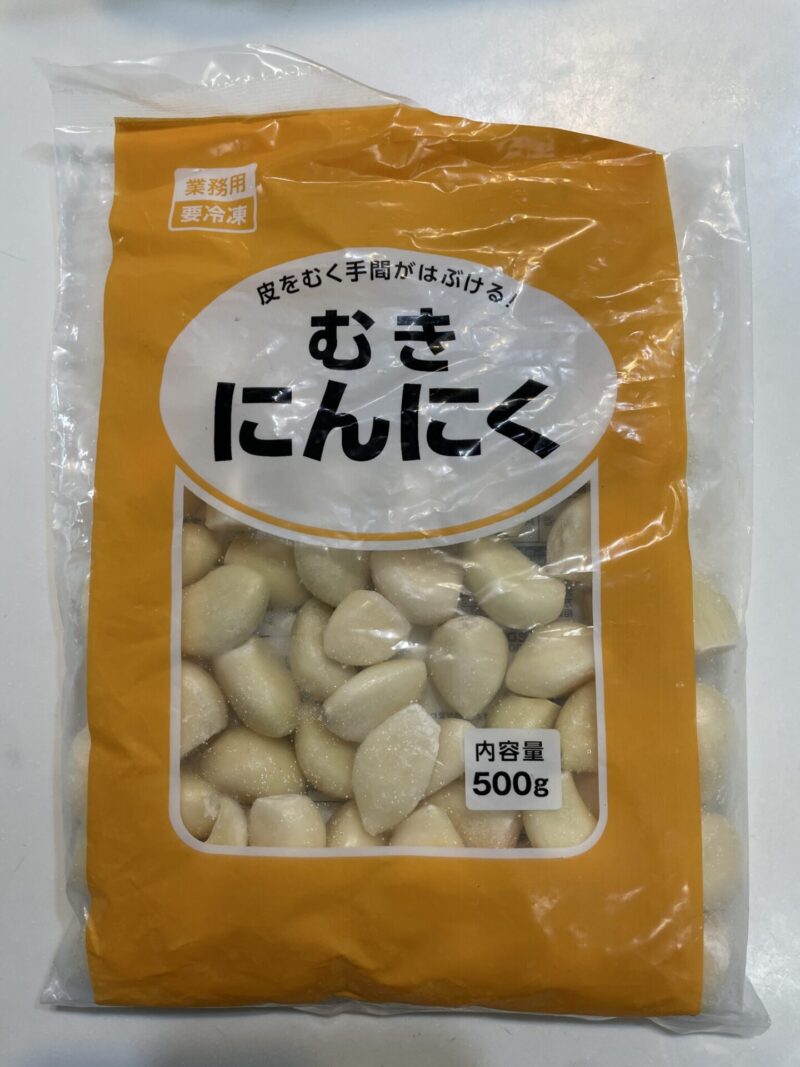 業務用
要冷凍
皮をむく手間がはぶける!
むき
にんにく
内容量
500g